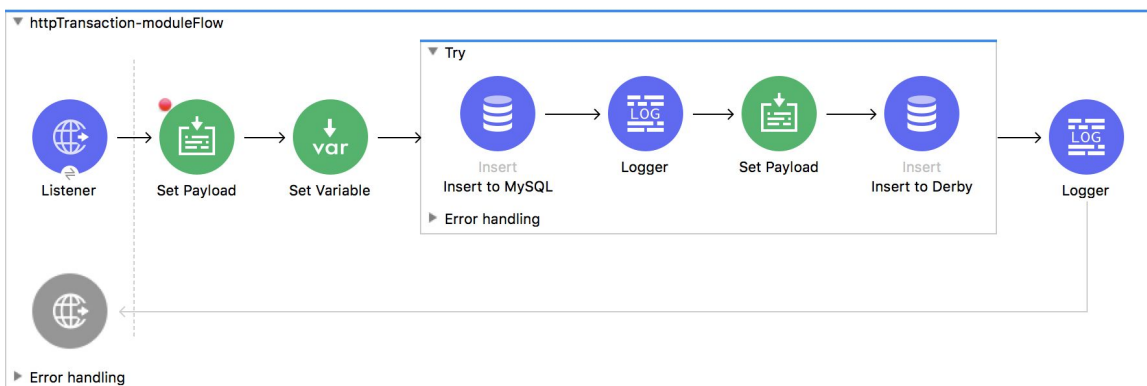 httpTransaction-moduleFlow
Try
LOG
LOG
var
Insert
Insert
Listener
Set Payload
Set Variable
Insert to MySQL
Logger
Set Payload
Insert to Derby
Logger
Error handling
Error handling